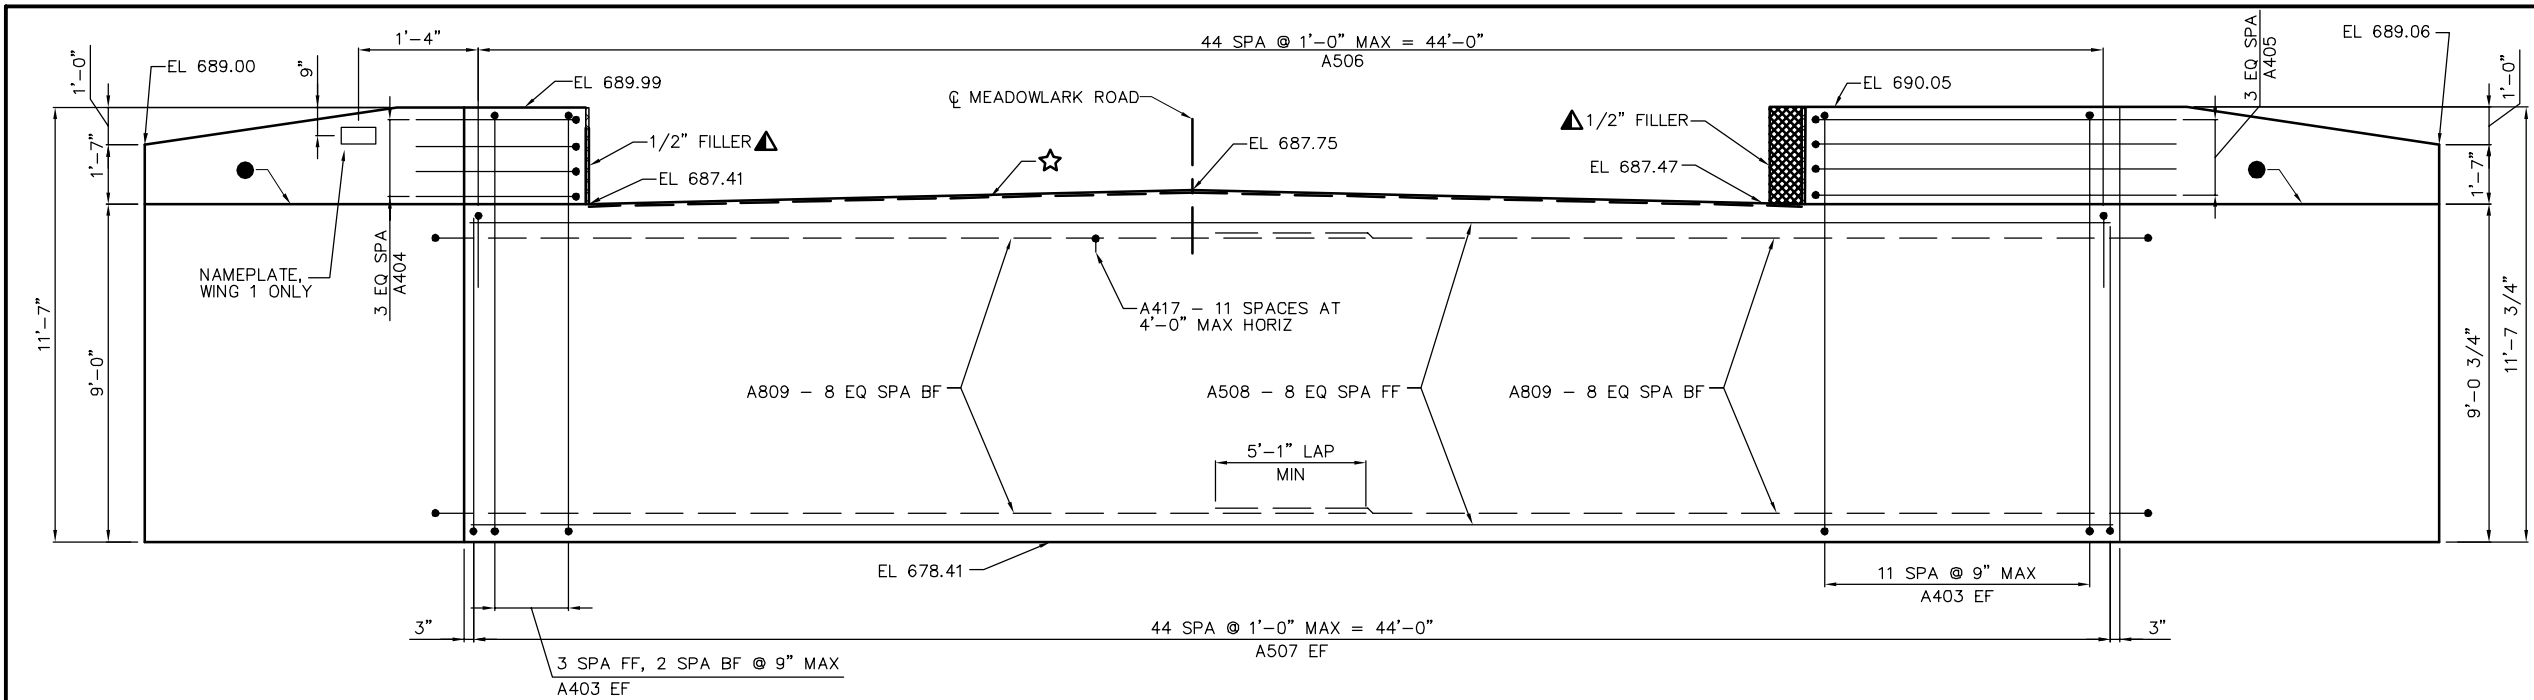 44 SPA @ 1'-0" MAX = 44'-0"
A506
1'-4"
9"
1'-0"
EL 689.00
EL 689.99
℄ MEADOWLARK ROAD
EL 690.05
3 EQ SPA
A405
EL 689.06
1'-0"
1'-7"
1/2" FILLER
EL 687.41
EL 687.75
1/2" FILLER
EL 687.47
1'-7"
NAMEPLATE,
WING 1 ONLY
3 EQ SPA
A404
A417 - 11 SPACES AT
4'-0" MAX HORIZ
11'-7"
9'-0"
A809 - 8 EQ SPA BF
A508 - 8 EQ SPA FF
A809 - 8 EQ SPA BF
9'-0 3/4"
11'-7 3/4"
5'-1" LAP
MIN
EL 678.41
11 SPA @ 9" MAX
A403 EF
3"
44 SPA @ 1'-0" MAX = 44'-0"
A507 EF
3"
3 SPA FF, 2 SPA BF @ 9" MAX
A403 EF